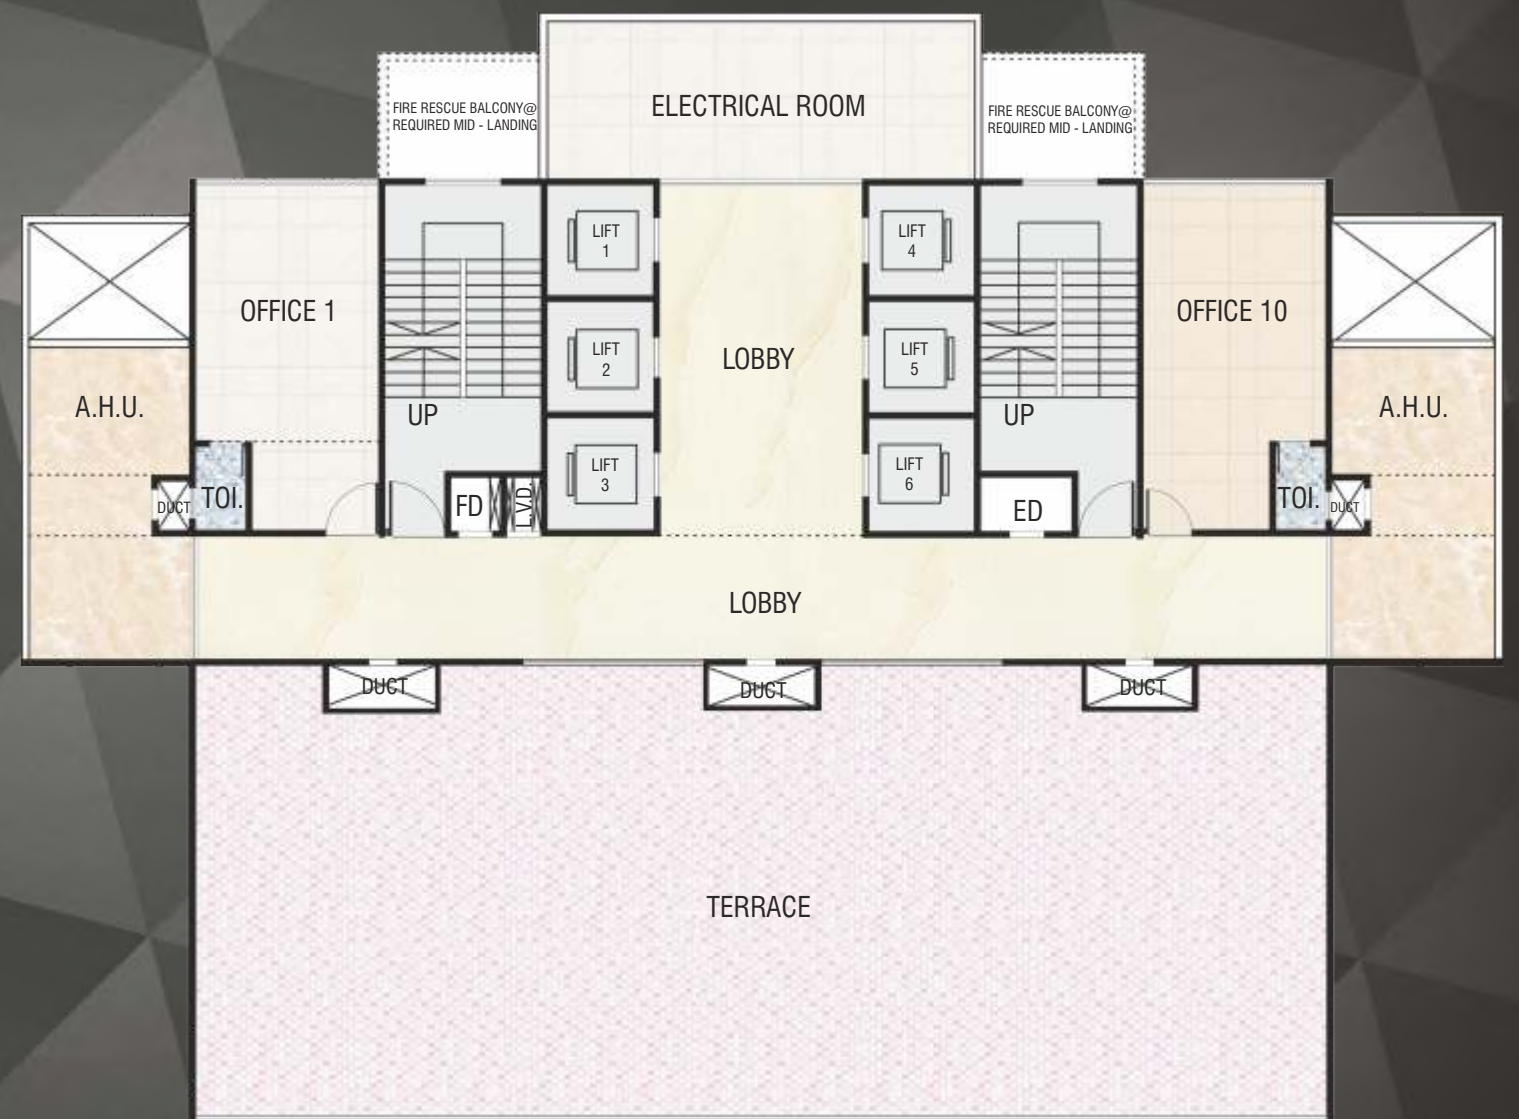 ELECTRICAL ROOM
FIRE RESCUE BALCONY@
REQUIRED MID - LANDING
FIRE RESCUE BALCONY@
REQUIRED MID - LANDING
LIFT
1
LIFT
4
OFFICE 1
OFFICE 10
LIFT
2
LOBBY
LIFT
5
A.H.U.
UP
UP
A.H.U.
LIFT
3
LIFT
6
DUCT
TOI.
FD
L.V.D.
ED
TOI.
DUCT
LOBBY
DUCT
DUCT
DUCT
TERRACE